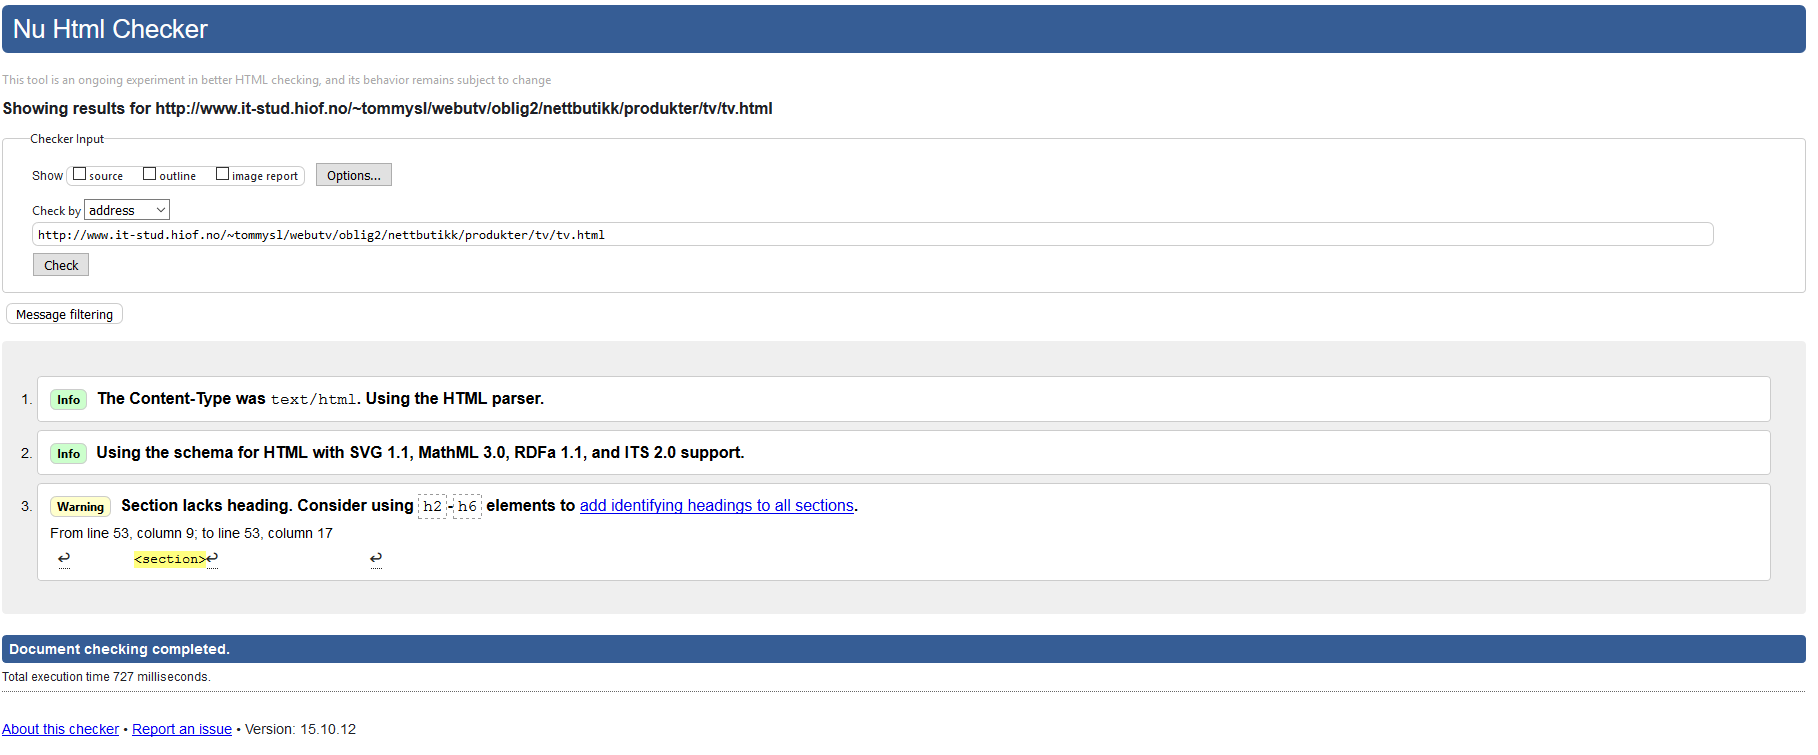 Nu Html Checker
This tool is an ongoing experiment in better HTML checking, and its behavior remains subject to change
Showing results for http://www.it-stud.hiof.no/~tommysl/webutv/oblig2/nettbutikk/produkter/tv/tv.html
Checker Input
Show source outline image report Options...
Check by address
http://www.it-stud.hiof.no/~tommysl/webutv/oblig2/nettbutikk/produkter/tv/tv.html
Check
Message filtering
1. Info The Content-Type was text/html. Using the HTML parser.
2. Info Using the schema for HTML with SVG 1.1, MathML 3.0, RDFa 1.1, and ITS 2.0 support.
3. Warning Section lacks heading. Consider using h2-h6 elements to add identifying headings to all sections.
From line 53, column 9; to line 53, column 17
↩ <section>↩ ↩
Document checking completed.
Total execution time 727 milliseconds.
About this checker • Report an issue • Version: 15.10.12